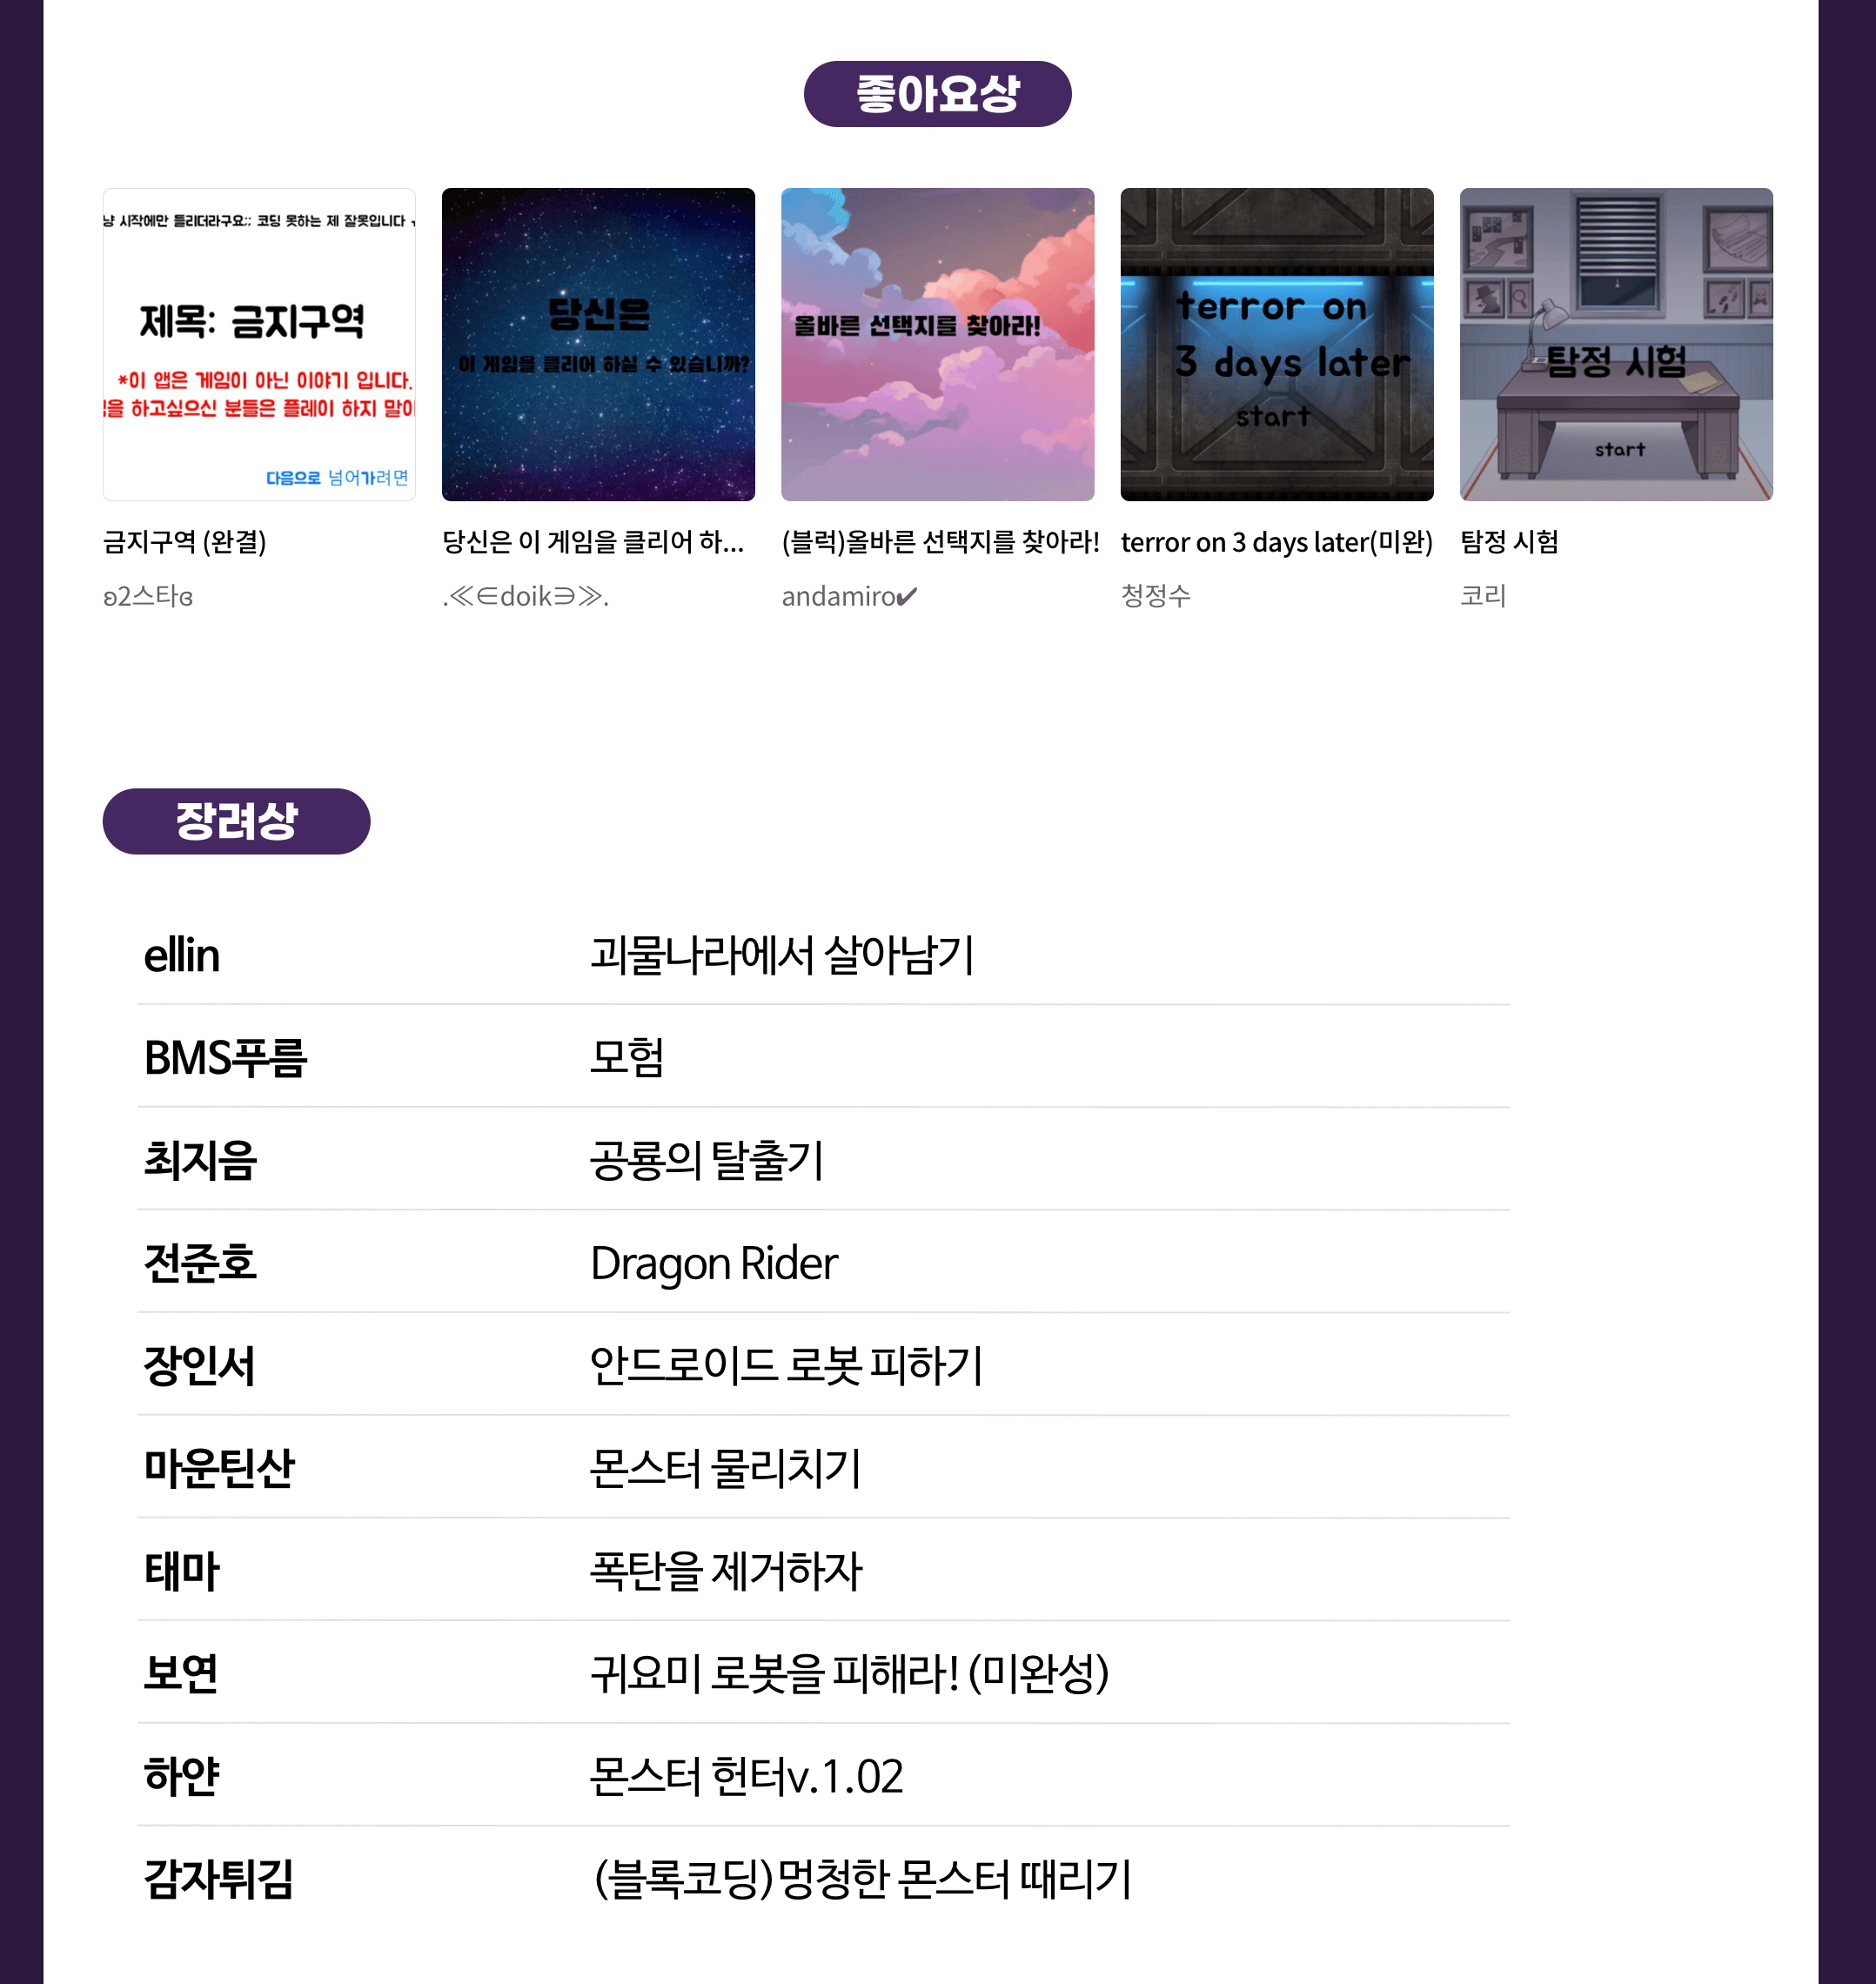 좋아요상
냥 시작에만 틀리더라구요;; 코딩 못하는 제 잘못입니다
제목: 금지구역
*이 앱은 게임이 아닌 이야기 입니다.
을 하고싶으신 분들은 플레이 하지 말아
다음으로 넘어가려면
당신은
이 게임을 클리어 하실 수 있습니까?
올바른 선택지를 찾아라!
terror on
3 days later
start
탐정 시험
start
금지구역 (완결)
당신은 이 게임을 클리어 하...
(블럭)올바른 선택지를 찾아라!
terror on 3 days later(미완)
탐정 시험
ʚ2스타ɞ
.≪∈doik∋≫.
andamiro✔
청정수
코리
장려상
ellin 괴물나라에서 살아남기
BMS푸름 모험
최지음 공룡의 탈출기
전준호 Dragon Rider
장인서 안드로이드 로봇 피하기
마운틴산 몬스터 물리치기
태마 폭탄을 제거하자
보연 귀요미 로봇을 피해라! (미완성)
하얀 몬스터 헌터v.1.02
감자튀김 (블록코딩)멍청한 몬스터 때리기